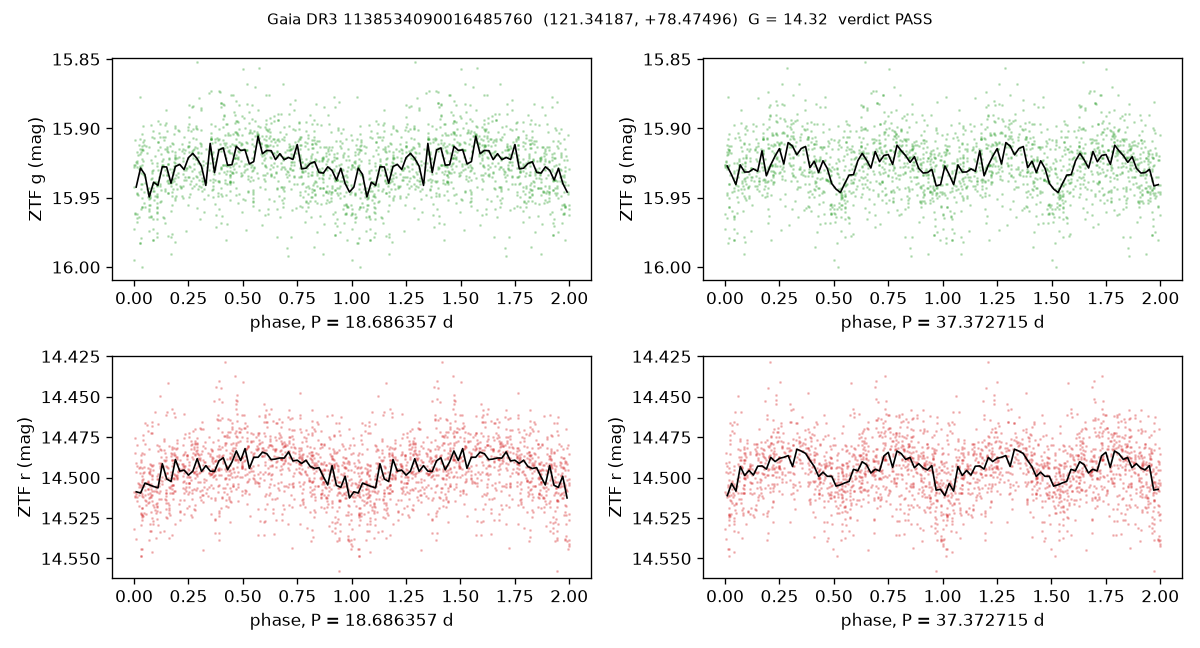 Gaia DR3 1138534090016485760 (121.34187, +78.47496) G = 14.32 verdict PASS
15.85
15.90
15.95
16.00
ZTF g (mag)
0.00 0.25 0.50 0.75 1.00 1.25 1.50 1.75 2.00
phase, P = 18.686357 d
15.85
15.90
15.95
16.00
ZTF g (mag)
0.00 0.25 0.50 0.75 1.00 1.25 1.50 1.75 2.00
phase, P = 37.372715 d
14.425
14.450
14.475
14.500
14.525
14.550
ZTF r (mag)
0.00 0.25 0.50 0.75 1.00 1.25 1.50 1.75 2.00
phase, P = 18.686357 d
14.425
14.450
14.475
14.500
14.525
14.550
ZTF r (mag)
0.00 0.25 0.50 0.75 1.00 1.25 1.50 1.75 2.00
phase, P = 37.372715 d